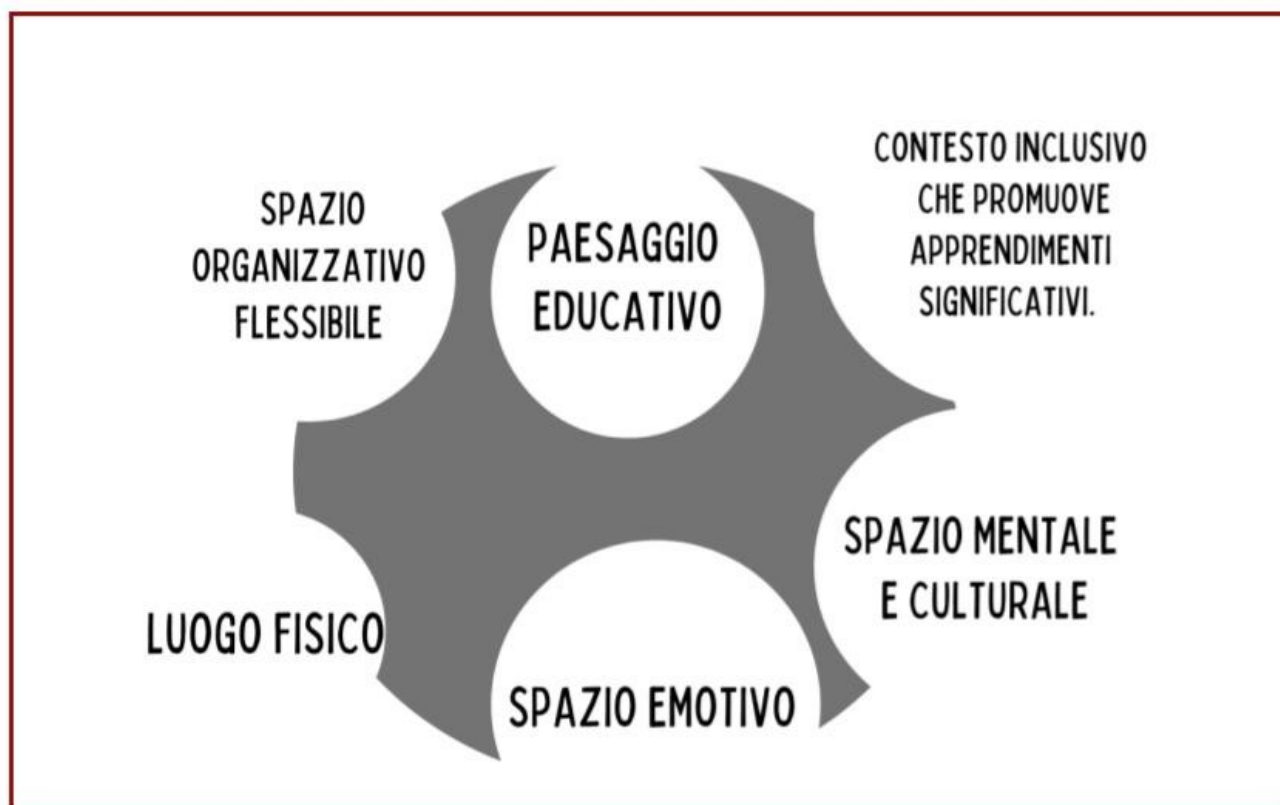 SPAZIO
ORGANIZZATIVO
FLESSIBILE
PAESAGGIO
EDUCATIVO
CONTESTO INCLUSIVO
CHE PROMUOVE
APPRENDIMENTI
SIGNIFICATIVI.
LUOGO FISICO
SPAZIO EMOTIVO
SPAZIO MENTALE
E CULTURALE